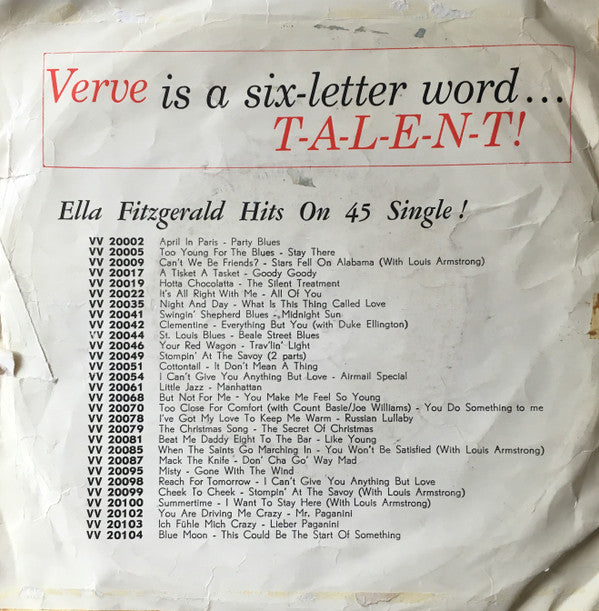 Verve is a six-letter word...
T-A-L-E-N-T!
Ella Fitzgerald Hits On 45 Single!
VV 20002 April In Paris - Party Blues
VV 20005 Too Young For The Blues - Stay There
VV 20009 Can't We Be Friends? - Stars Fell On Alabama (With Louis Armstrong)
VV 20017 A Tisket A Tasket - Goody Goody
VV 20019 Hotta Chocolatta - The Silent Treatment
VV 20022 It's All Right With Me - All Of You
VV 20035 Night And Day - What Is This Thing Called Love
VV 20041 Swingin' Shepherd Blues - Midnight Sun
VV 20042 Clementine - Everything But You (with Duke Ellington)
VV 20044 St. Louis Blues - Beale Street Blues
VV 20046 Your Red Wagon - Trav'lin' Light
VV 20049 Stompin' At The Savoy (2 parts)
VV 20051 Cottontail - It Don't Mean A Thing
VV 20054 I Can't Give You Anything But Love - Airmail Special
VV 20061 Little Jazz - Manhattan
VV 20068 But Not For Me - You Make Me Feel So Young
VV 20070 Too Close For Comfort (with Count Basie/Joe Williams) - You Do Something to me
VV 20078 I've Got My Love To Keep Me Warm - Russian Lullaby
VV 20079 The Christmas Song - The Secret Of Christmas
VV 20081 Beat Me Daddy Eight To The Bar - Like Young
VV 20085 When The Saints Go Marching In - You Won't Be Satisfied (With Louis Armstrong)
VV 20087 Mack The Knife - Don' Cha Go' Way Mad
VV 20095 Misty - Gone With The Wind
VV 20098 Reach For Tomorrow - I Can't Give You Anything But Love
VV 20099 Cheek To Cheek - Stompin' At The Savoy (With Louis Armstrong)
VV 20100 Summertime - I Want To Stay Here (With Louis Armstrong)
VV 20102 You Are Driving Me Crazy - Mr. Paganini
VV 20103 Ich Fühle Mich Crazy - Lieber Paganini
VV 20104 Blue Moon - This Could Be The Start Of Something